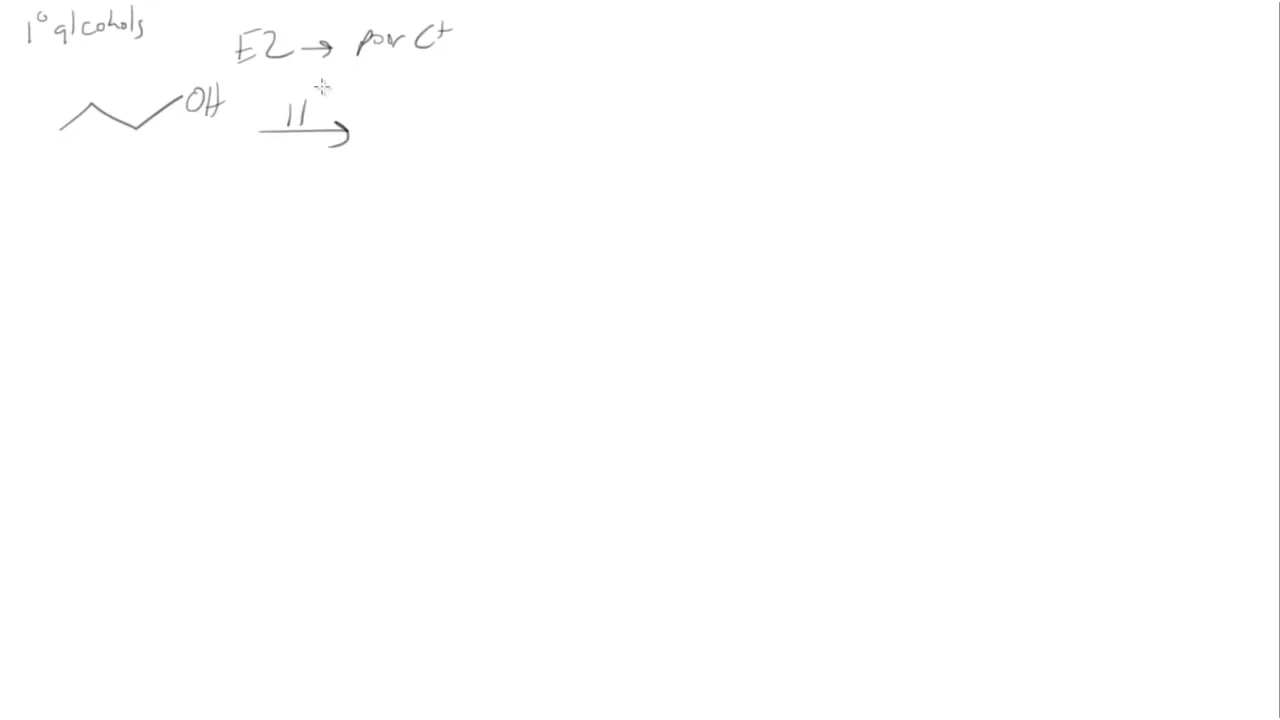 1° alcohols
E2 → poor C+
OH